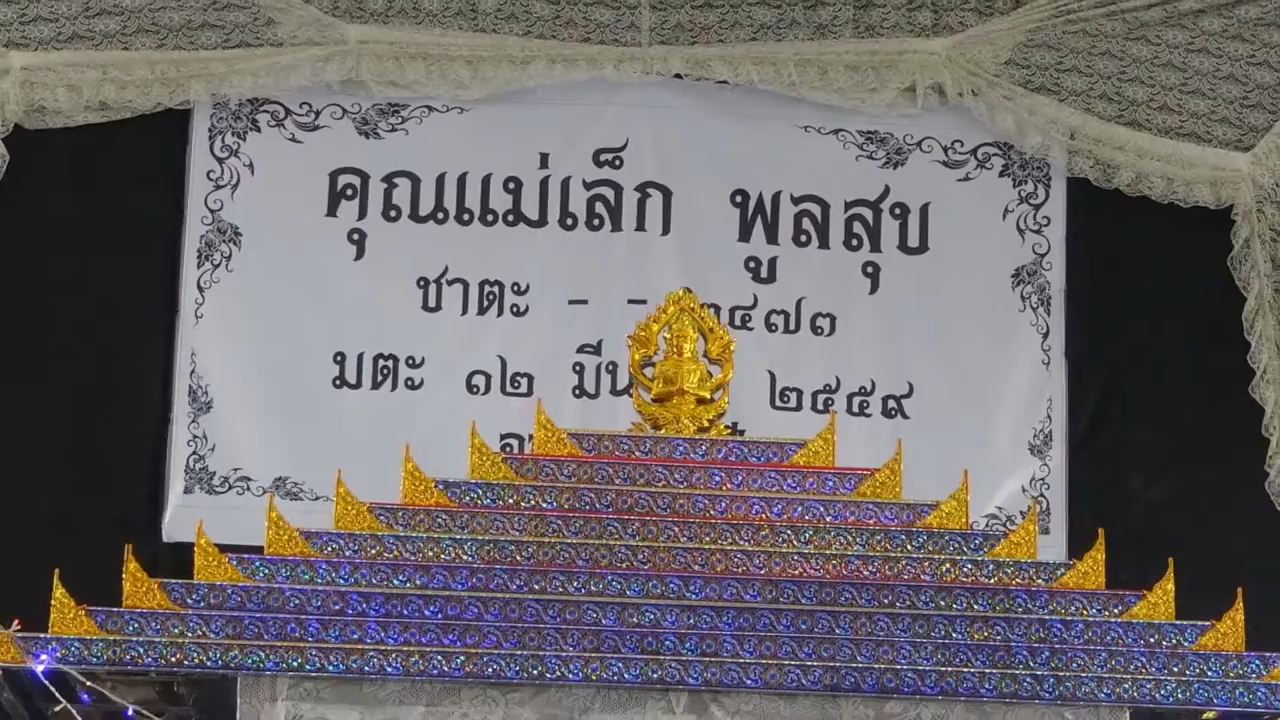 คุณแม่เล็ก พูลสุข
ชาตะ - - ๒๔๗๓
มตะ ๑๒ มีน ๒๕๕๙